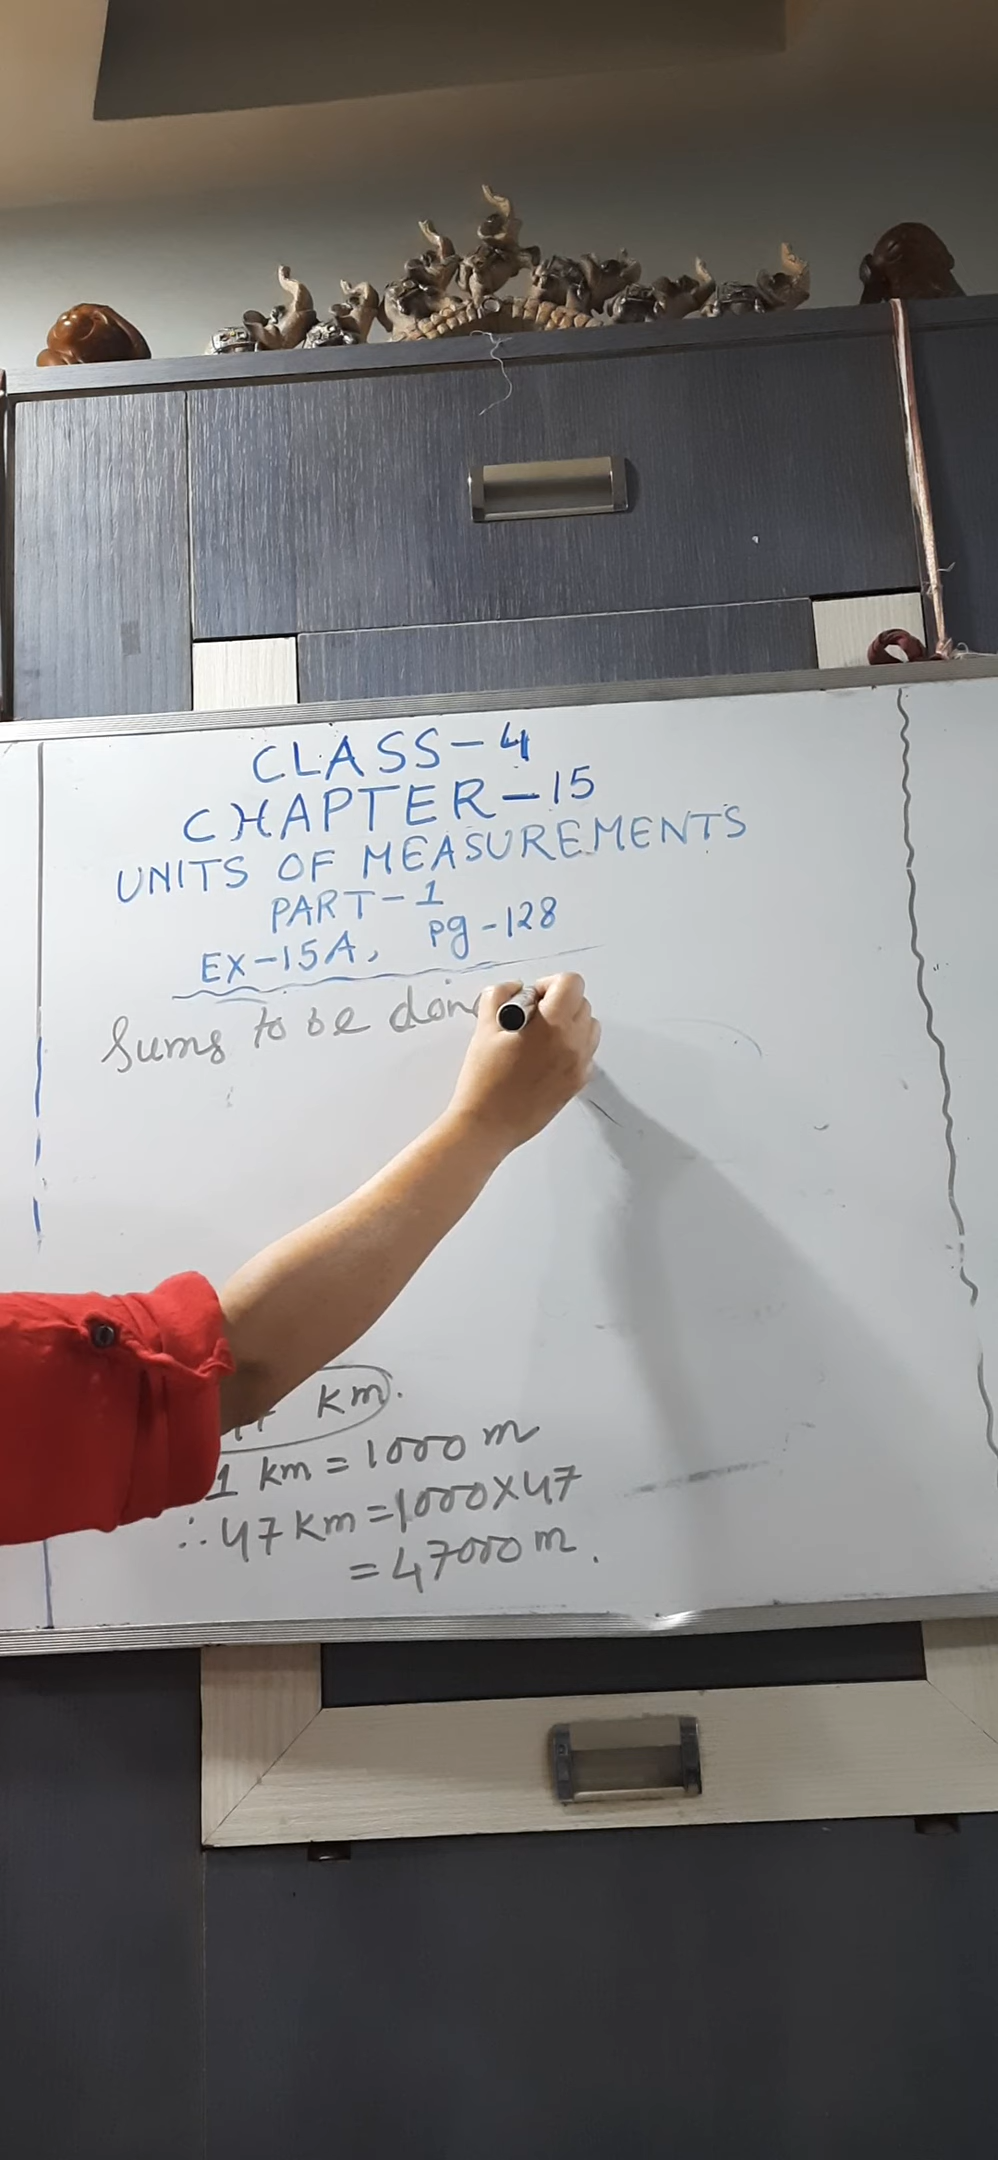 CLASS-4
CHAPTER-15
UNITS OF MEASUREMENTS
PART-1
EX-15A, pg-128
Sums to be done
km.
1 km = 1000 m
∴ 47 km = 1000 x 47
= 47000 m.